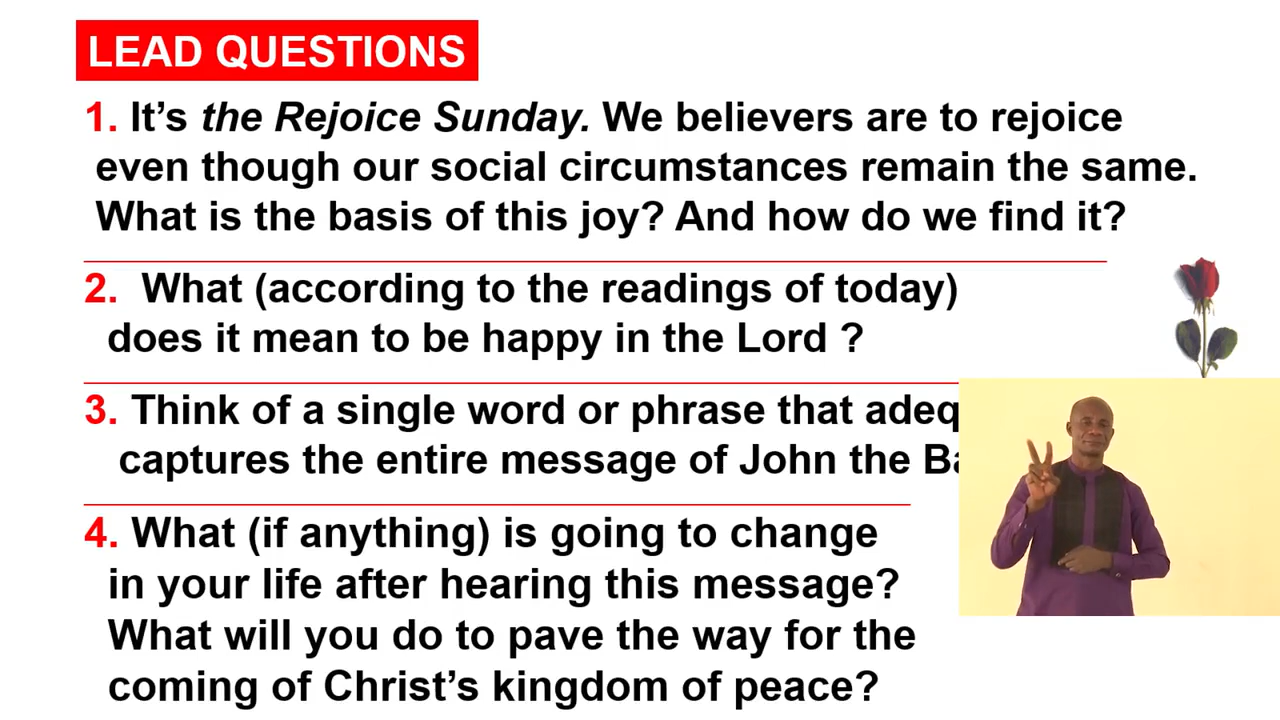 LEAD QUESTIONS
1. It’s the Rejoice Sunday. We believers are to rejoice
even though our social circumstances remain the same.
What is the basis of this joy? And how do we find it?
2. What (according to the readings of today)
does it mean to be happy in the Lord ?
3. Think of a single word or phrase that
captures the entire message of John the
4. What (if anything) is going to change
in your life after hearing this message?
What will you do to pave the way for the
coming of Christ’s kingdom of peace?